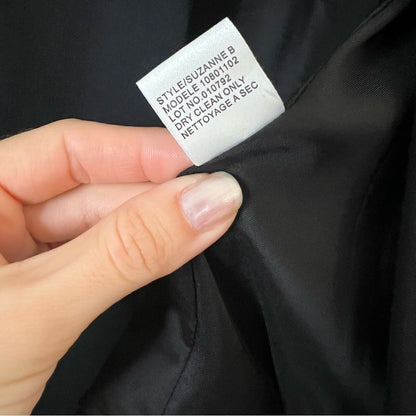 STYLE/SUZANNE B
MODELE 10801102
LOT NO.010792
DRY CLEAN ONLY
NETTOYAGE A SEC